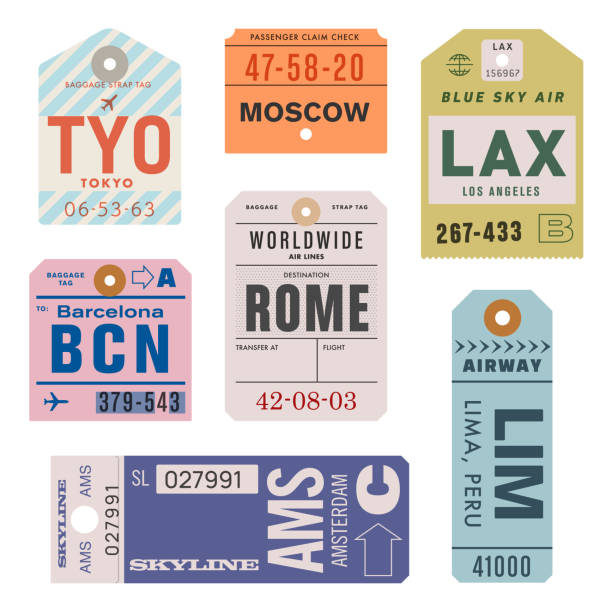 BAGGAGE STRAP TAG
TYO
TOKYO
06-53-63
PASSENGER CLAIM CHECK
47-58-20
MOSCOW
LAX
156967
BLUE SKY AIR
LAX
LOS ANGELES
267-433 B
BAGGAGE TAG
A
TO: Barcelona
BCN
379-543
BAGGAGE STRAP TAG
WORLDWIDE
AIR LINES
DESTINATION
ROME
TRANSFER AT FLIGHT
42-08-03
AIRWAY
LIM
LIMA, PERU
41000
SKYLINE
AMS AMS
027991
SL 027991
SKYLINE
AMS
AMSTERDAM
C